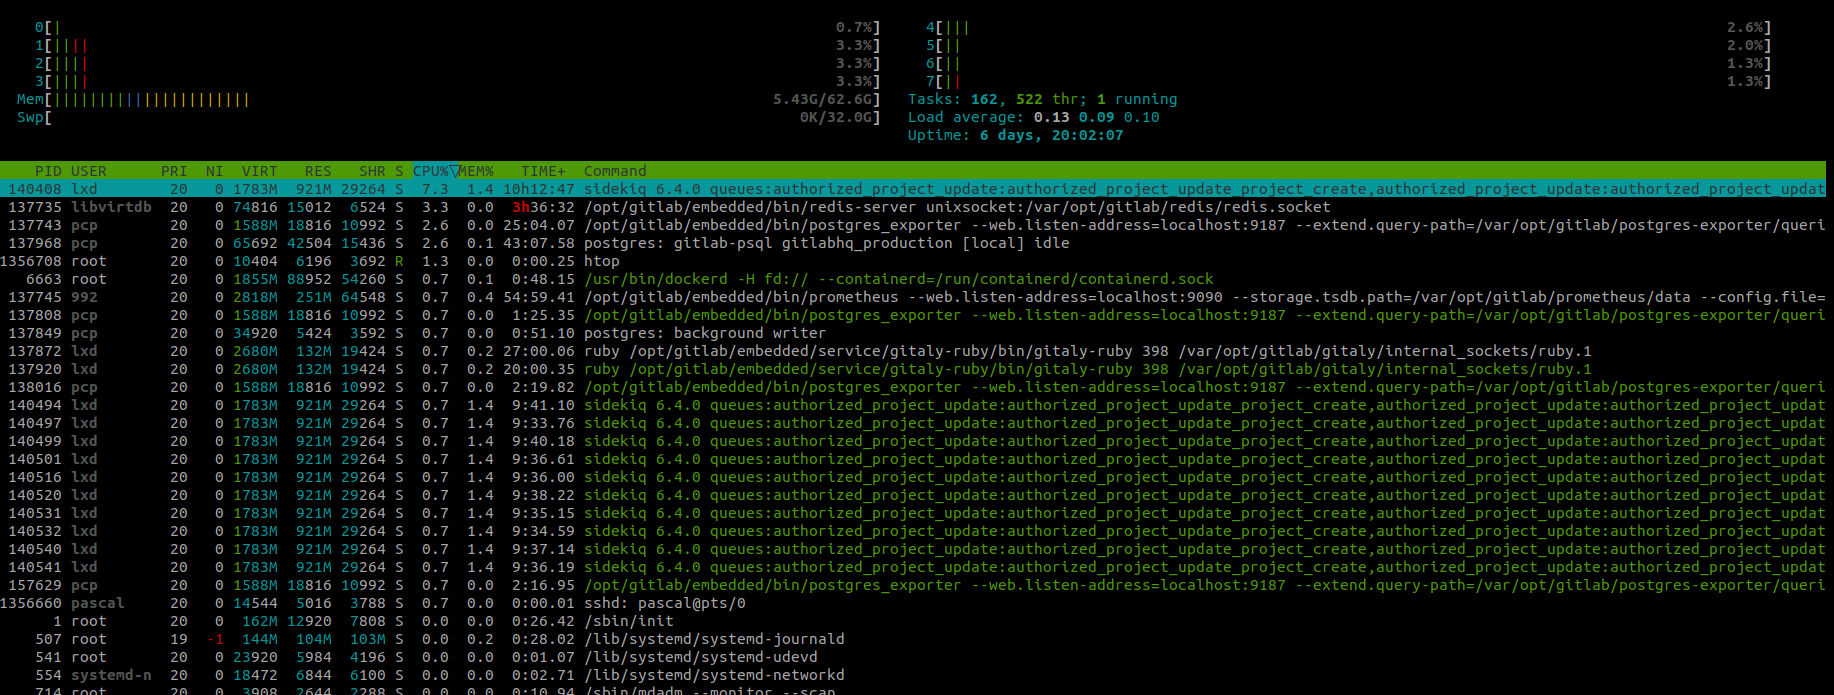 0[| 0.7%] 4[||| 2.6%]
1[|||| 3.3%] 5[|| 2.0%]
2[|||| 3.3%] 6[|| 1.3%]
3[|||| 3.3%] 7[|| 1.3%]
Mem[|||||||||||||||||||||| 5.43G/62.6G] Tasks: 162, 522 thr; 1 running
Swp[ 0K/32.0G] Load average: 0.13 0.09 0.10
Uptime: 6 days, 20:02:07
PID USER PRI NI VIRT RES SHR S CPU%▽MEM% TIME+ Command
140408 lxd 20 0 1783M 921M 29264 S 7.3 1.4 10h12:47 sidekiq 6.4.0 queues:authorized_project_update:authorized_project_update_project_create,authorized_project_update:authorized_project_updat
137735 libvirtdb 20 0 74816 15012 6524 S 3.3 0.0 3h36:32 /opt/gitlab/embedded/bin/redis-server unixsocket:/var/opt/gitlab/redis/redis.socket
137743 pcp 20 0 1588M 18816 10992 S 2.6 0.0 25:04.07 /opt/gitlab/embedded/bin/postgres_exporter --web.listen-address=localhost:9187 --extend.query-path=/var/opt/gitlab/postgres-exporter/queri
137968 pcp 20 0 65692 42504 15436 S 2.6 0.1 43:07.58 postgres: gitlab-psql gitlabhq_production [local] idle
1356708 root 20 0 10404 6196 3692 R 1.3 0.0 0:00.25 htop
6663 root 20 0 1855M 88952 54260 S 0.7 0.1 0:48.15 /usr/bin/dockerd -H fd:// --containerd=/run/containerd/containerd.sock
137745 992 20 0 2818M 251M 64548 S 0.7 0.4 54:59.41 /opt/gitlab/embedded/bin/prometheus --web.listen-address=localhost:9090 --storage.tsdb.path=/var/opt/gitlab/prometheus/data --config.file=
137808 pcp 20 0 1588M 18816 10992 S 0.7 0.0 1:25.35 /opt/gitlab/embedded/bin/postgres_exporter --web.listen-address=localhost:9187 --extend.query-path=/var/opt/gitlab/postgres-exporter/queri
137849 pcp 20 0 34920 5424 3592 S 0.7 0.0 0:51.10 postgres: background writer
137872 lxd 20 0 2680M 132M 19424 S 0.7 0.2 27:00.06 ruby /opt/gitlab/embedded/service/gitaly-ruby/bin/gitaly-ruby 398 /var/opt/gitlab/gitaly/internal_sockets/ruby.1
137920 lxd 20 0 2680M 132M 19424 S 0.7 0.2 20:00.35 ruby /opt/gitlab/embedded/service/gitaly-ruby/bin/gitaly-ruby 398 /var/opt/gitlab/gitaly/internal_sockets/ruby.1
138016 pcp 20 0 1588M 18816 10992 S 0.7 0.0 2:19.82 /opt/gitlab/embedded/bin/postgres_exporter --web.listen-address=localhost:9187 --extend.query-path=/var/opt/gitlab/postgres-exporter/queri
140494 lxd 20 0 1783M 921M 29264 S 0.7 1.4 9:41.10 sidekiq 6.4.0 queues:authorized_project_update:authorized_project_update_project_create,authorized_project_update:authorized_project_updat
140497 lxd 20 0 1783M 921M 29264 S 0.7 1.4 9:33.76 sidekiq 6.4.0 queues:authorized_project_update:authorized_project_update_project_create,authorized_project_update:authorized_project_updat
140499 lxd 20 0 1783M 921M 29264 S 0.7 1.4 9:40.18 sidekiq 6.4.0 queues:authorized_project_update:authorized_project_update_project_create,authorized_project_update:authorized_project_updat
140501 lxd 20 0 1783M 921M 29264 S 0.7 1.4 9:36.61 sidekiq 6.4.0 queues:authorized_project_update:authorized_project_update_project_create,authorized_project_update:authorized_project_updat
140516 lxd 20 0 1783M 921M 29264 S 0.7 1.4 9:36.00 sidekiq 6.4.0 queues:authorized_project_update:authorized_project_update_project_create,authorized_project_update:authorized_project_updat
140520 lxd 20 0 1783M 921M 29264 S 0.7 1.4 9:38.22 sidekiq 6.4.0 queues:authorized_project_update:authorized_project_update_project_create,authorized_project_update:authorized_project_updat
140531 lxd 20 0 1783M 921M 29264 S 0.7 1.4 9:35.15 sidekiq 6.4.0 queues:authorized_project_update:authorized_project_update_project_create,authorized_project_update:authorized_project_updat
140532 lxd 20 0 1783M 921M 29264 S 0.7 1.4 9:34.59 sidekiq 6.4.0 queues:authorized_project_update:authorized_project_update_project_create,authorized_project_update:authorized_project_updat
140540 lxd 20 0 1783M 921M 29264 S 0.7 1.4 9:37.14 sidekiq 6.4.0 queues:authorized_project_update:authorized_project_update_project_create,authorized_project_update:authorized_project_updat
140541 lxd 20 0 1783M 921M 29264 S 0.7 1.4 9:36.19 sidekiq 6.4.0 queues:authorized_project_update:authorized_project_update_project_create,authorized_project_update:authorized_project_updat
157629 pcp 20 0 1588M 18816 10992 S 0.7 0.0 2:16.95 /opt/gitlab/embedded/bin/postgres_exporter --web.listen-address=localhost:9187 --extend.query-path=/var/opt/gitlab/postgres-exporter/queri
1356660 pascal 20 0 14544 5016 3788 S 0.7 0.0 0:00.01 sshd: pascal@pts/0
1 root 20 0 162M 12920 7808 S 0.0 0.0 0:26.42 /sbin/init
507 root 19 -1 144M 104M 103M S 0.0 0.2 0:28.02 /lib/systemd/systemd-journald
541 root 20 0 23920 5984 4196 S 0.0 0.0 0:01.07 /lib/systemd/systemd-udevd
554 systemd-n 20 0 18472 6844 6100 S 0.0 0.0 0:02.71 /lib/systemd/systemd-networkd
714 root 20 0 3908 2644 2288 S 0.0 0.0 0:10.94 /sbin/mdadm --monitor --scan